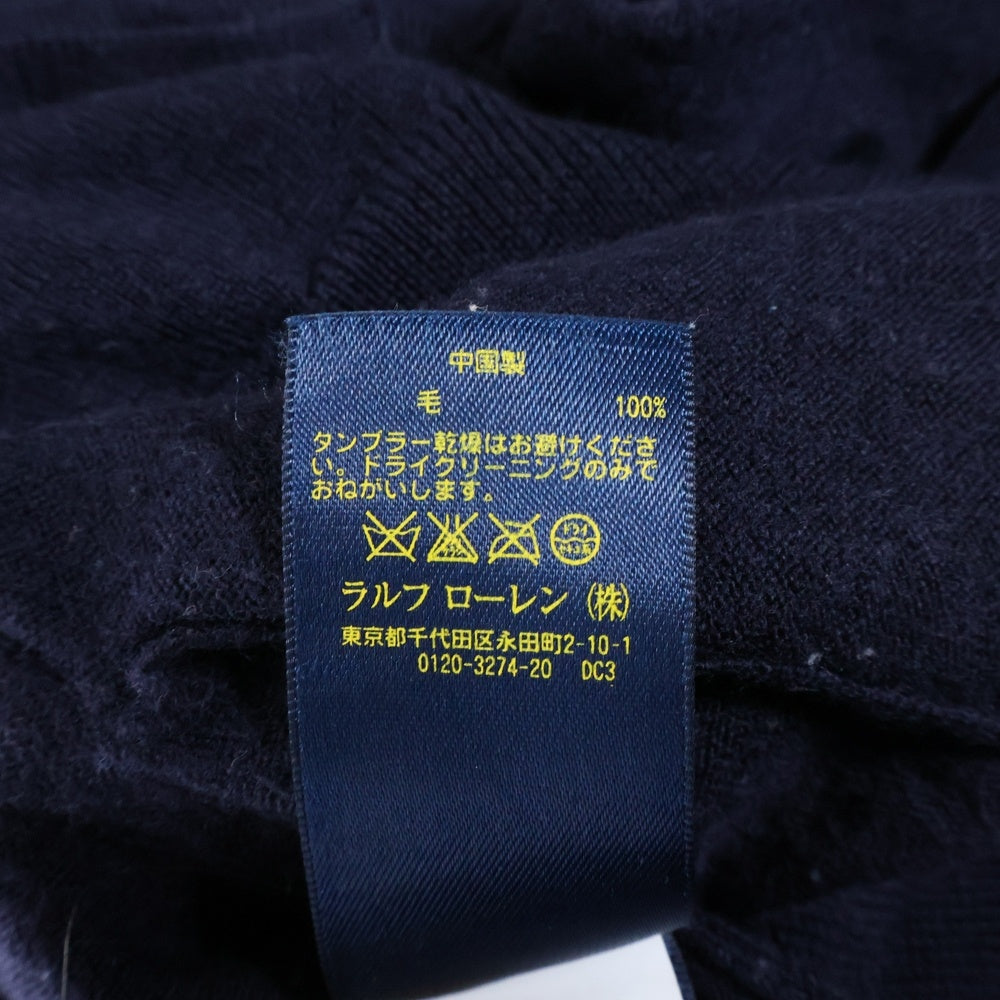 中国製
毛 100%
タンブラー乾燥はお避けくださ
い。ドライクリーニングのみで
おねがいします。
ドライ
ラルフ ローレン (株)
東京都千代田区永田町2-10-1
0120-3274-20 DC3